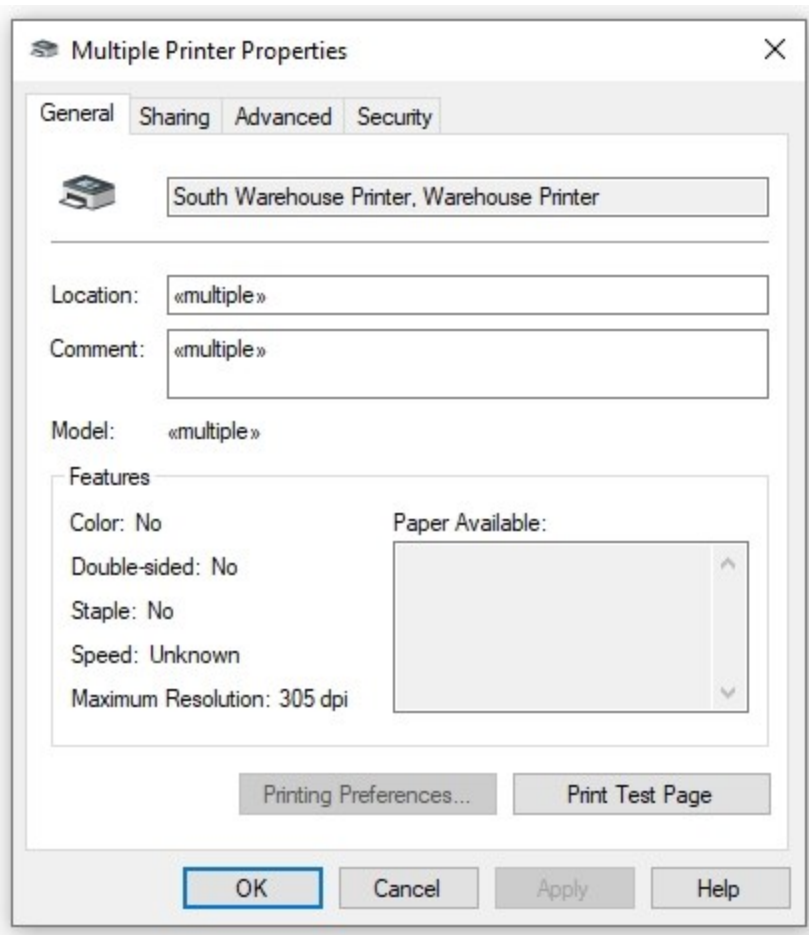 Multiple Printer Properties
General Sharing Advanced Security
South Warehouse Printer, Warehouse Printer
Location: «multiple»
Comment: «multiple»
Model: «multiple»
Features
Color: No
Paper Available:
Double-sided: No
Staple: No
Speed: Unknown
Maximum Resolution: 305 dpi
Printing Preferences... Print Test Page
OK Cancel Apply Help